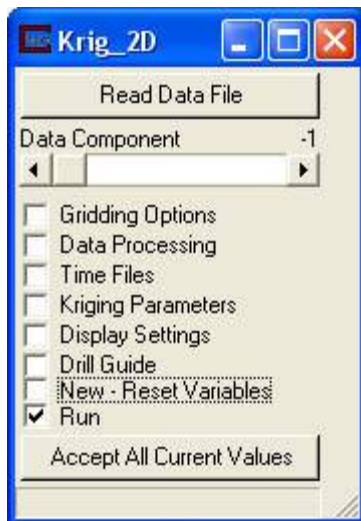 Krig_2D
Read Data File
Data Component -1
Gridding Options
Data Processing
Time Files
Kriging Parameters
Display Settings
Drill Guide
New - Reset Variables
Run
Accept All Current Values